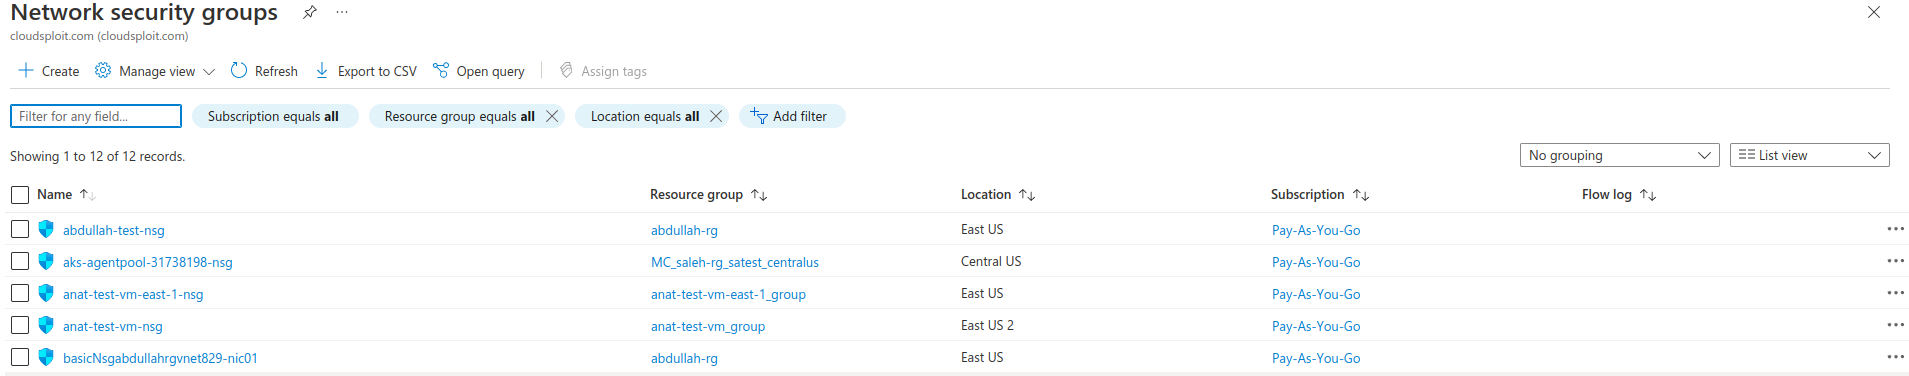 Network security groups
cloudsploit.com (cloudsploit.com)
Create Manage view Refresh Export to CSV Open query Assign tags
Filter for any field... Subscription equals all Resource group equals all Location equals all Add filter
Showing 1 to 12 of 12 records. No grouping List view
Name Resource group Location Subscription Flow log
abdullah-test-nsg abdullah-rg East US Pay-As-You-Go
aks-agentpool-31738198-nsg MC_saleh-rg_satest_centralus Central US Pay-As-You-Go
anat-test-vm-east-1-nsg anat-test-vm-east-1_group East US Pay-As-You-Go
anat-test-vm-nsg anat-test-vm_group East US 2 Pay-As-You-Go
basicNsgabdullahrgvnet829-nic01 abdullah-rg East US Pay-As-You-Go